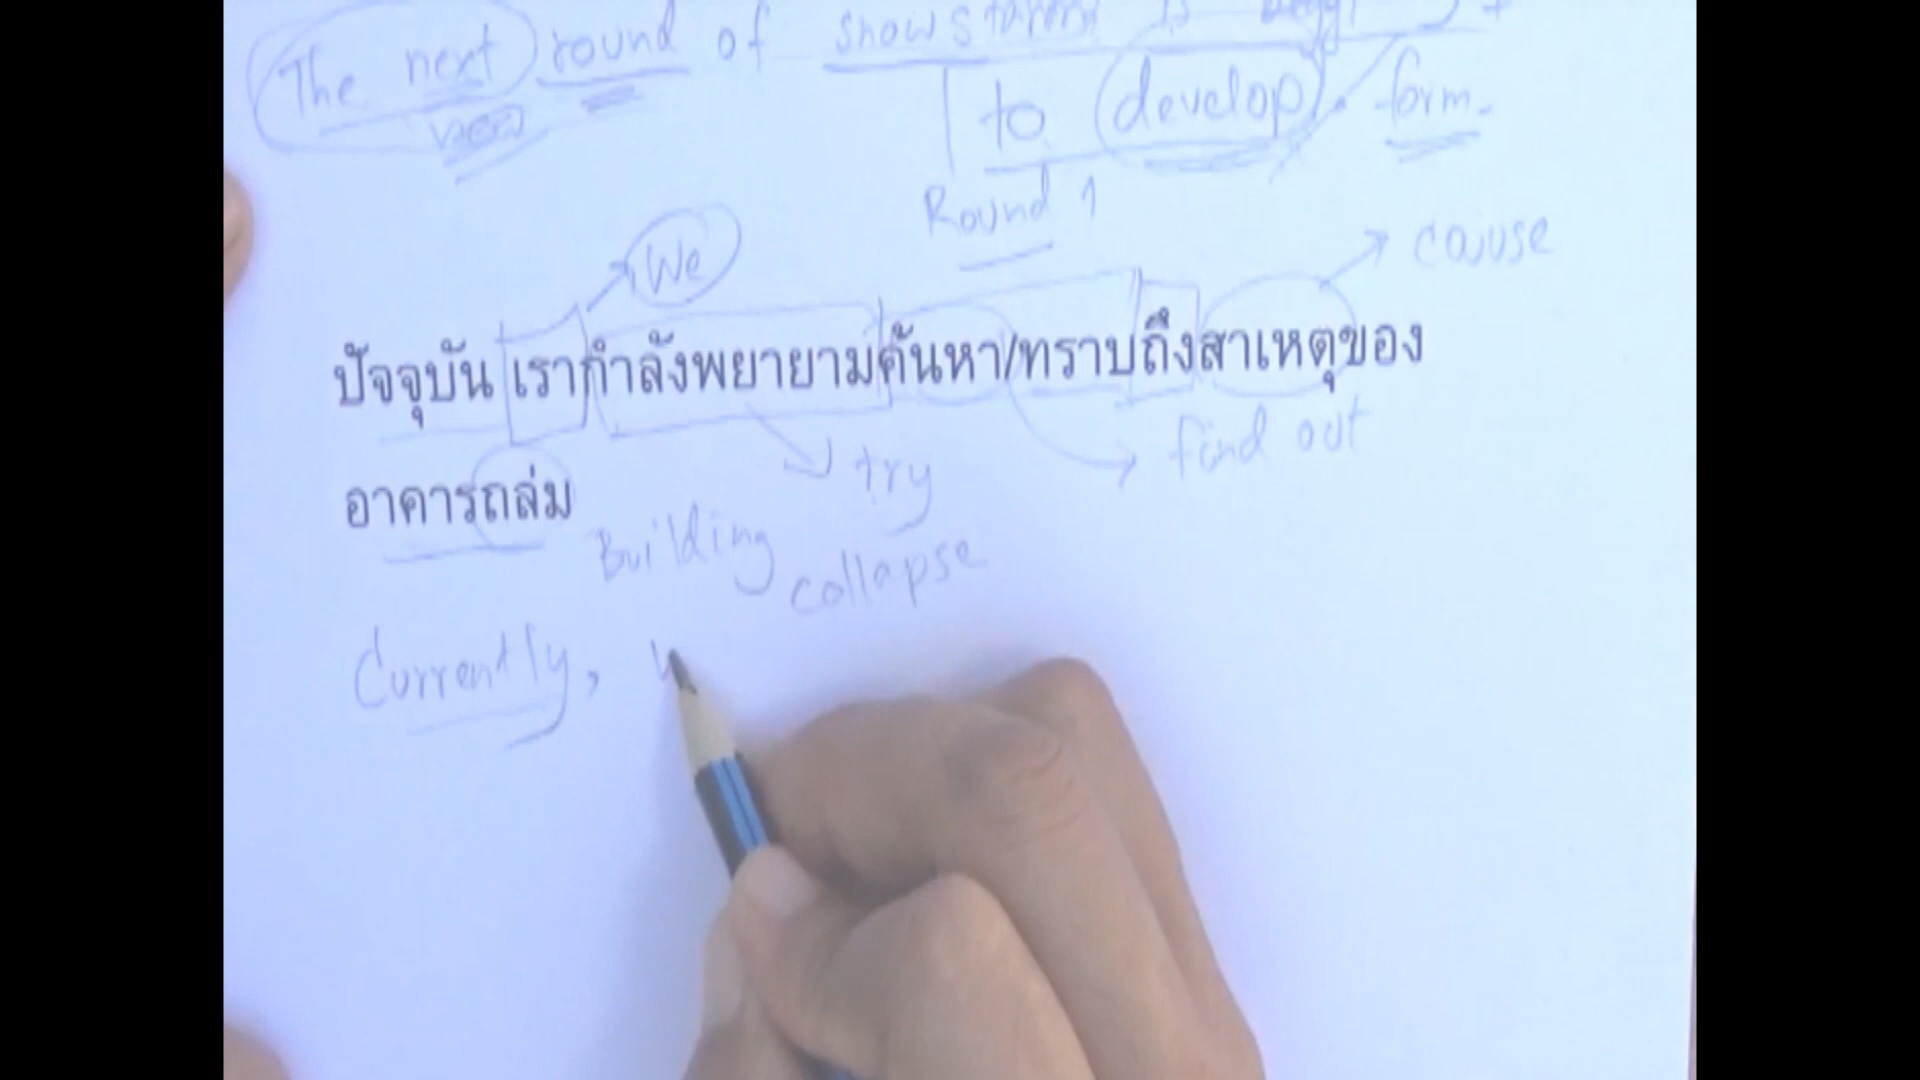 The next round of snowstorms is
to develop. form.
Round 1
We
cause
ปัจจุบัน เรากำลังพยายามค้นหา/ทราบถึงสาเหตุของ
find out
try
อาคารถล่ม
Building collapse
Currently, w